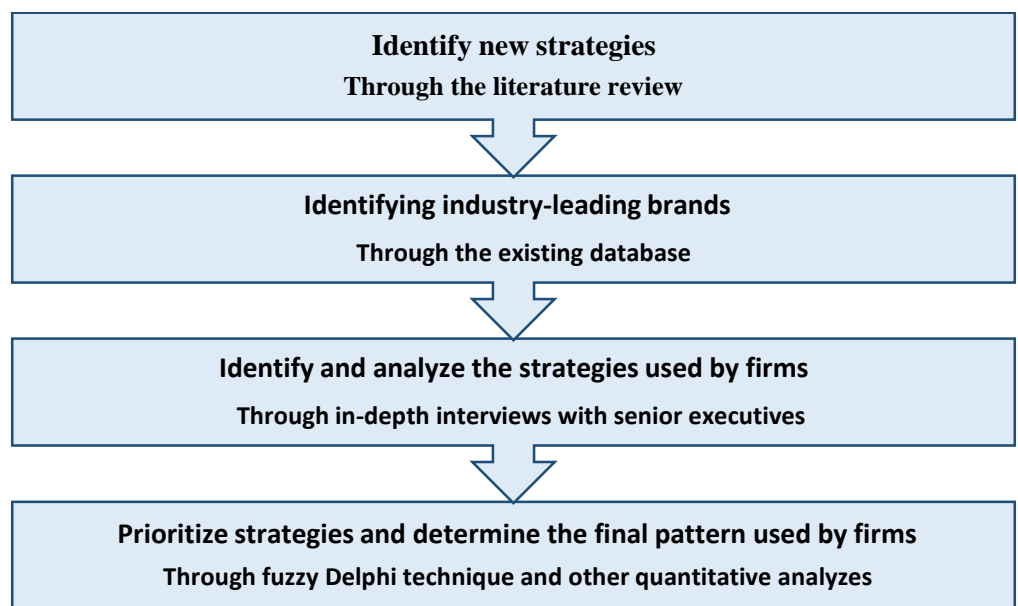 Identify new strategies
Through the literature review
Identifying industry-leading brands
Through the existing database
Identify and analyze the strategies used by firms
Through in-depth interviews with senior executives
Prioritize strategies and determine the final pattern used by firms
Through fuzzy Delphi technique and other quantitative analyzes